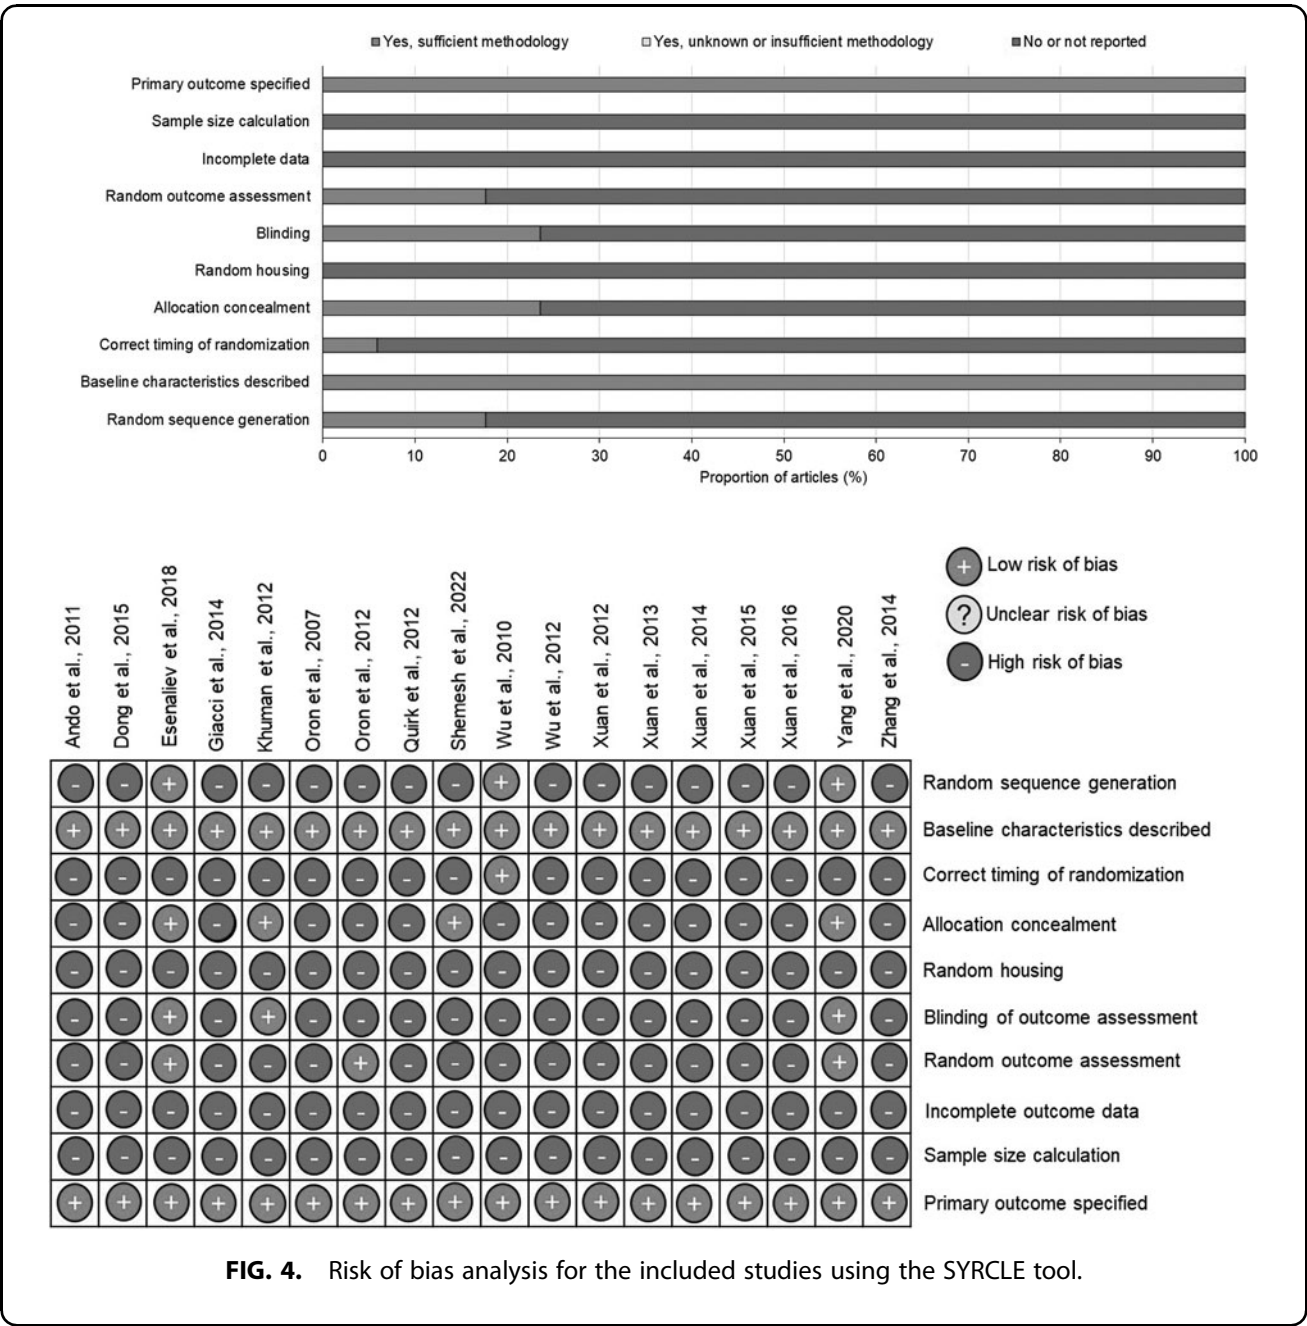 Yes, sufficient methodology
Yes, unknown or insufficient methodology
No or not reported
Primary outcome specified
Sample size calculation
Incomplete data
Random outcome assessment
Blinding
Random housing
Allocation concealment
Correct timing of randomization
Baseline characteristics described
Random sequence generation
0 10 20 30 40 50 60 70 80 90 100
Proportion of articles (%)
+ Low risk of bias
? Unclear risk of bias
- High risk of bias
Ando et al., 2011
Dong et al., 2015
Esenaliev et al., 2018
Giacci et al., 2014
Khuman et al., 2012
Oron et al., 2007
Oron et al., 2012
Quirk et al., 2012
Shemesh et al., 2022
Wu et al., 2010
Wu et al., 2012
Xuan et al., 2012
Xuan et al., 2013
Xuan et al., 2014
Xuan et al., 2015
Xuan et al., 2016
Yang et al., 2020
Zhang et al., 2014
- - + - - - - - - + - - - - - - + - Random sequence generation
+ + + + + + + + + + + + + + + + + + Baseline characteristics described
- - - - - - - - - + - - - - - - - - Correct timing of randomization
- - + - + - - - + - - - - - - - + - Allocation concealment
- - - - - - - - - - - - - - - - - - Random housing
- - + - + - - - - - - - - - - - + - Blinding of outcome assessment
- - + - - - + - - - - - - - - - + - Random outcome assessment
- - - - - - - - - - - - - - - - - - Incomplete outcome data
- - - - - - - - - - - - - - - - - - Sample size calculation
+ + + + + + + + + + + + + + + + + + Primary outcome specified
FIG. 4. Risk of bias analysis for the included studies using the SYRCLE tool.